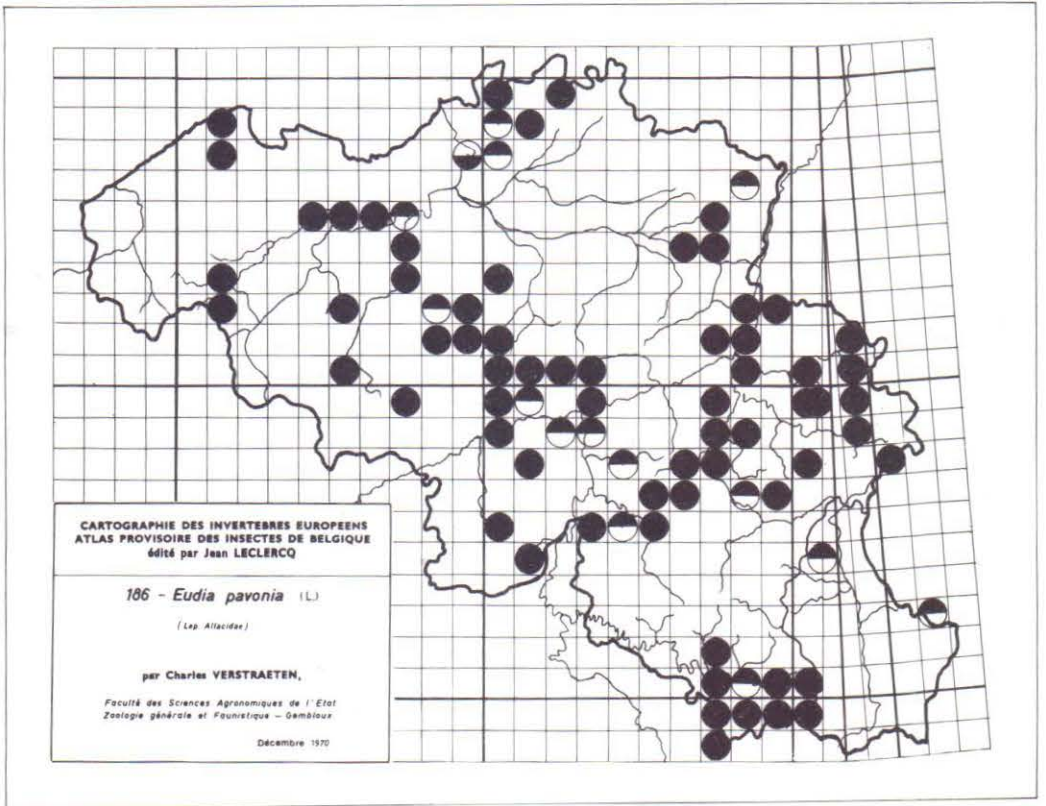 CARTOGRAPHIE DES INVERTEBRES EUROPEENS
ATLAS PROVISOIRE DES INSECTES DE BELGIQUE
édité par Jean LECLERCQ
186 - Eudia pavonia (L.)
(Lep. Attacidae)
par Charles VERSTRAETEN,
Faculté des Sciences Agronomiques de l'Etat
Zoologie générale et Faunistique - Gembloux
Décembre 1970